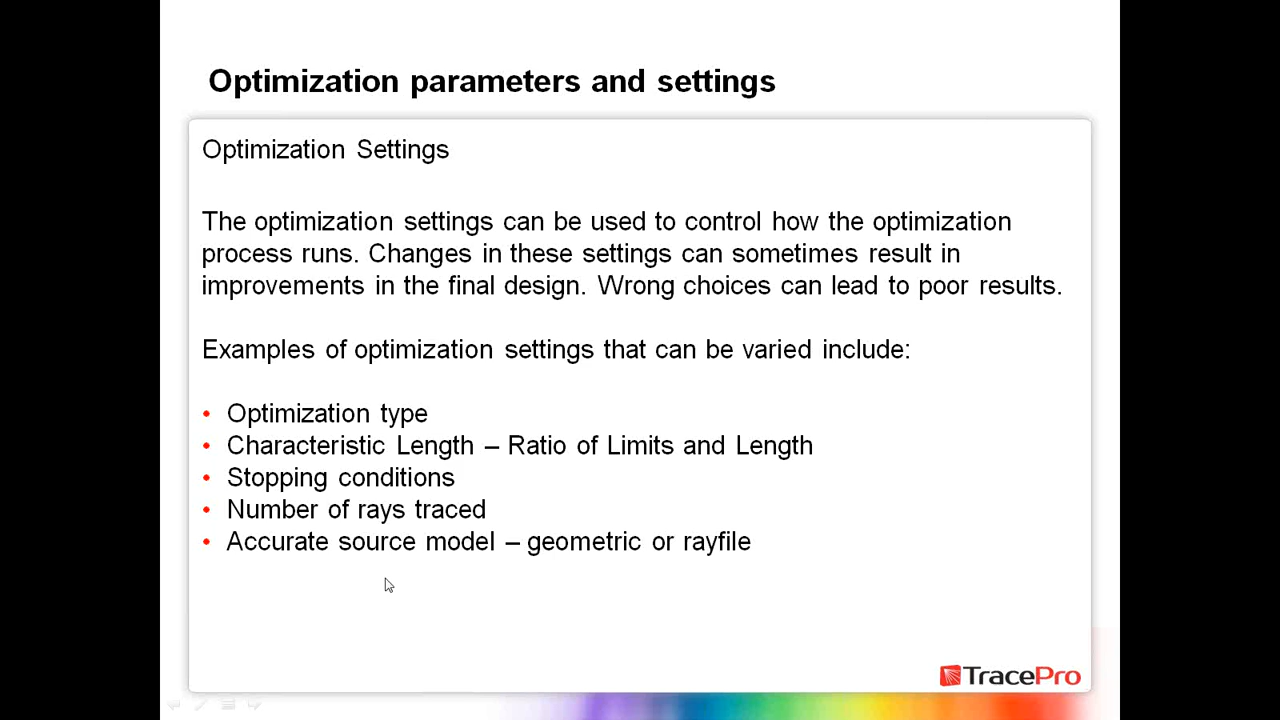 Optimization parameters and settings
Optimization Settings
The optimization settings can be used to control how the optimization
process runs. Changes in these settings can sometimes result in
improvements in the final design. Wrong choices can lead to poor results.
Examples of optimization settings that can be varied include:
• Optimization type
• Characteristic Length – Ratio of Limits and Length
• Stopping conditions
• Number of rays traced
• Accurate source model – geometric or rayfile
TracePro